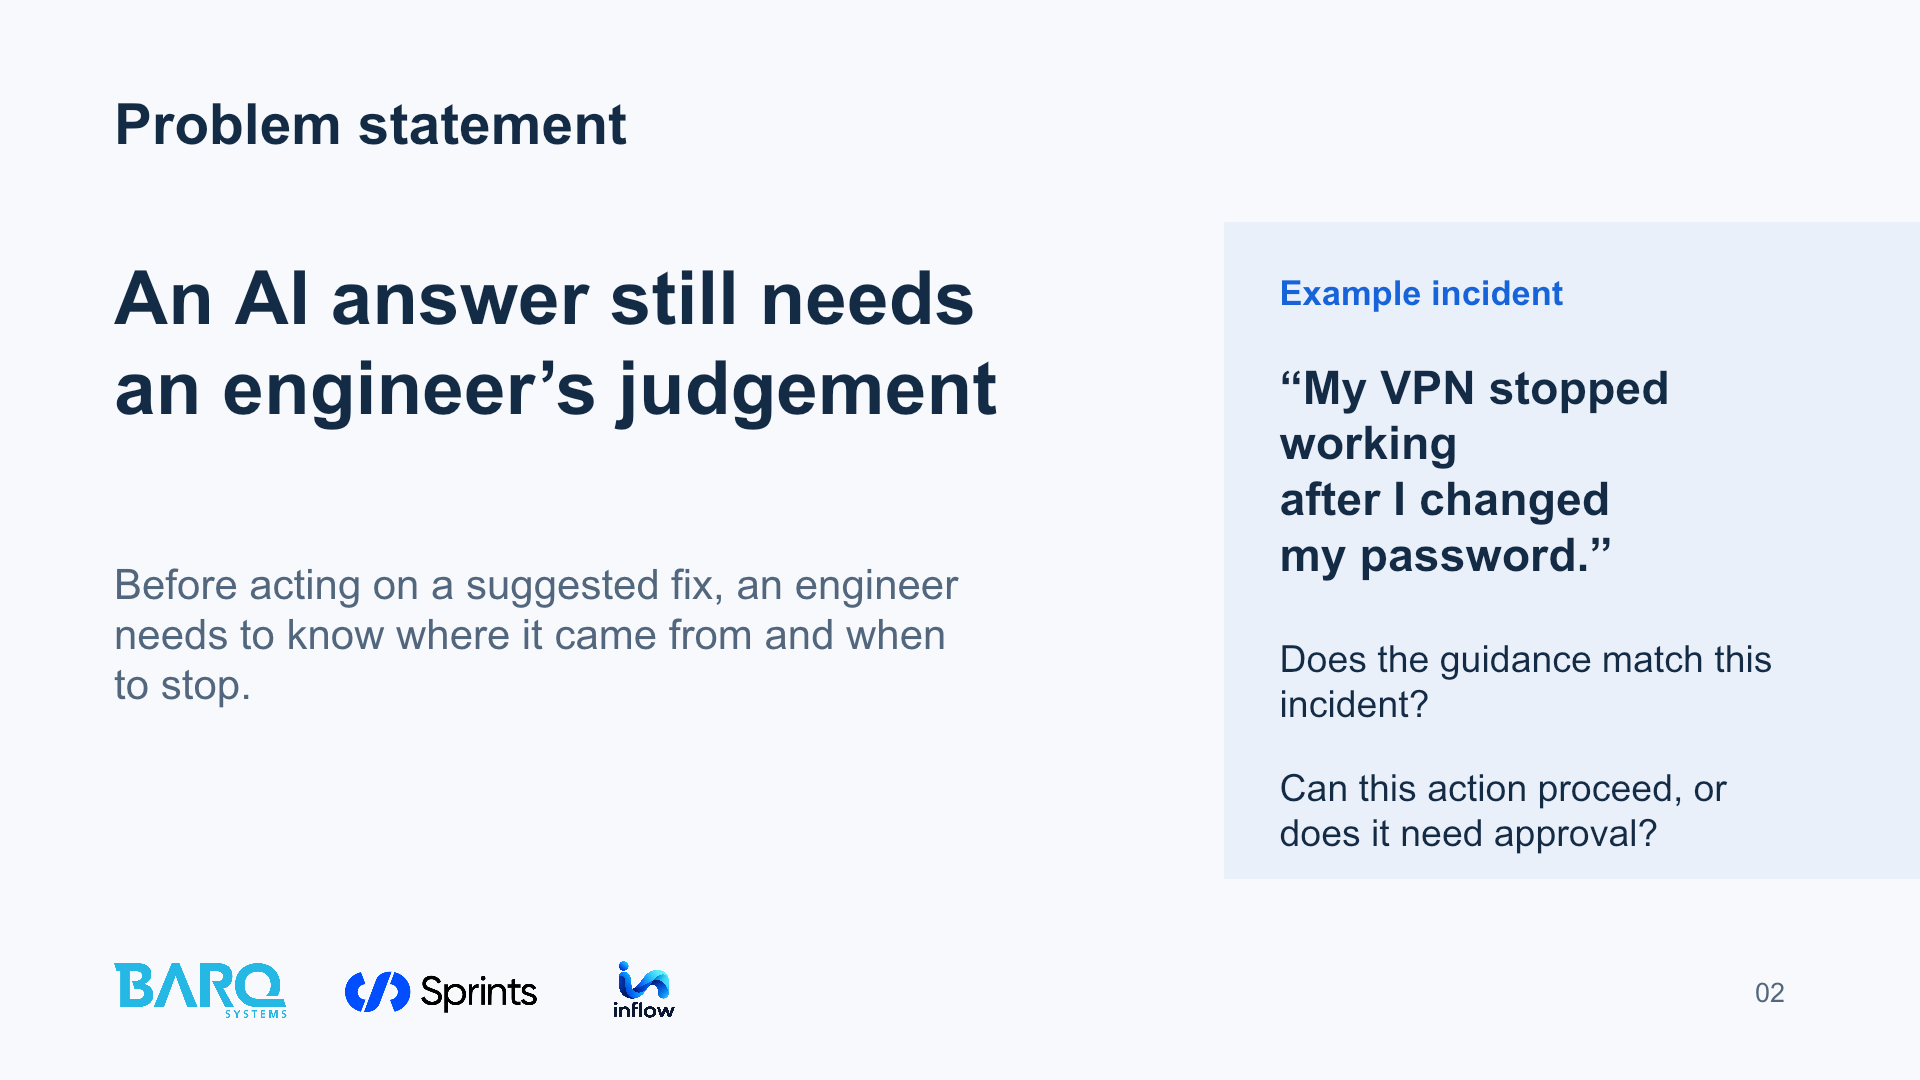 Problem statement
An AI answer still needs
an engineer’s judgement
Before acting on a suggested fix, an engineer
needs to know where it came from and when
to stop.
Example incident
“My VPN stopped
working
after I changed
my password.”
Does the guidance match this
incident?
Can this action proceed, or
does it need approval?
BARQ
SYSTEMS
Sprints
inflow
02